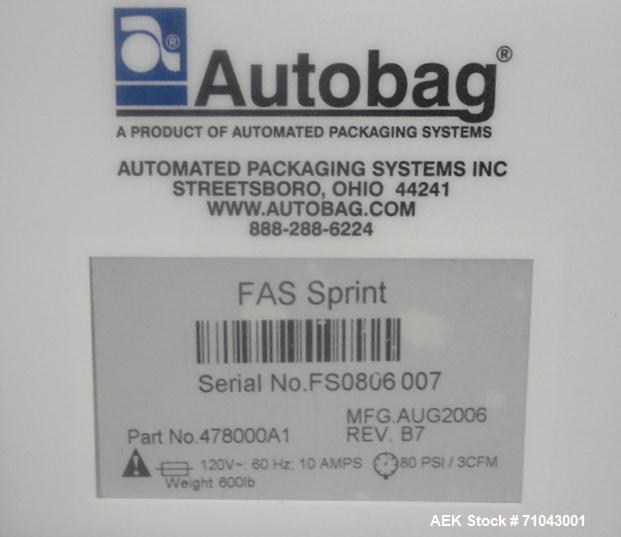 a®
Autobag®
A PRODUCT OF AUTOMATED PACKAGING SYSTEMS
AUTOMATED PACKAGING SYSTEMS INC
STREETSBORO, OHIO 44241
WWW.AUTOBAG.COM
888-288-6224
FAS Sprint
Serial No.FS0806 007
MFG.AUG2006
Part No.478000A1 REV. B7
120V~ 60 Hz; 10 AMPS 80 PSI / 3CFM
Weight 600lb
AEK Stock # 71043001